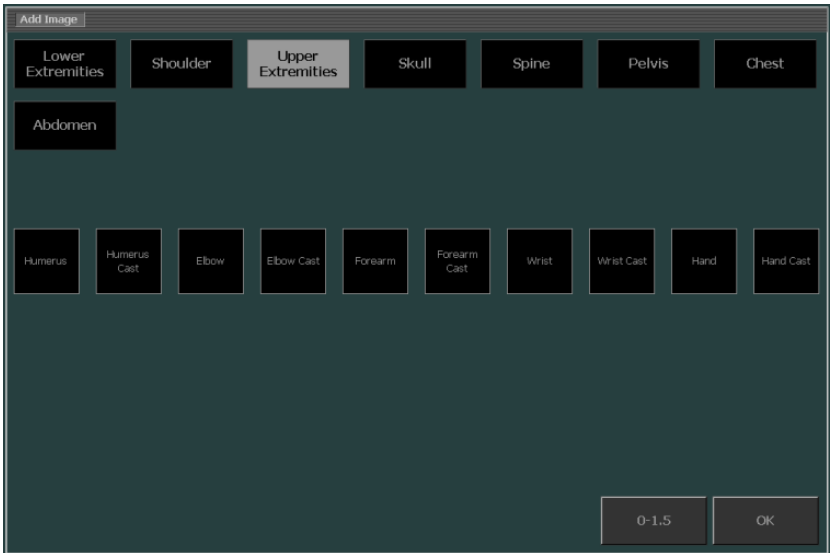 Add Image
Lower
Extremities
Shoulder
Upper
Extremities
Skull
Spine
Pelvis
Chest
Abdomen
Humerus
Humerus
Cast
Elbow
Elbow Cast
Forearm
Forearm
Cast
Wrist
Wrist Cast
Hand
Hand Cast
0-1.5
OK